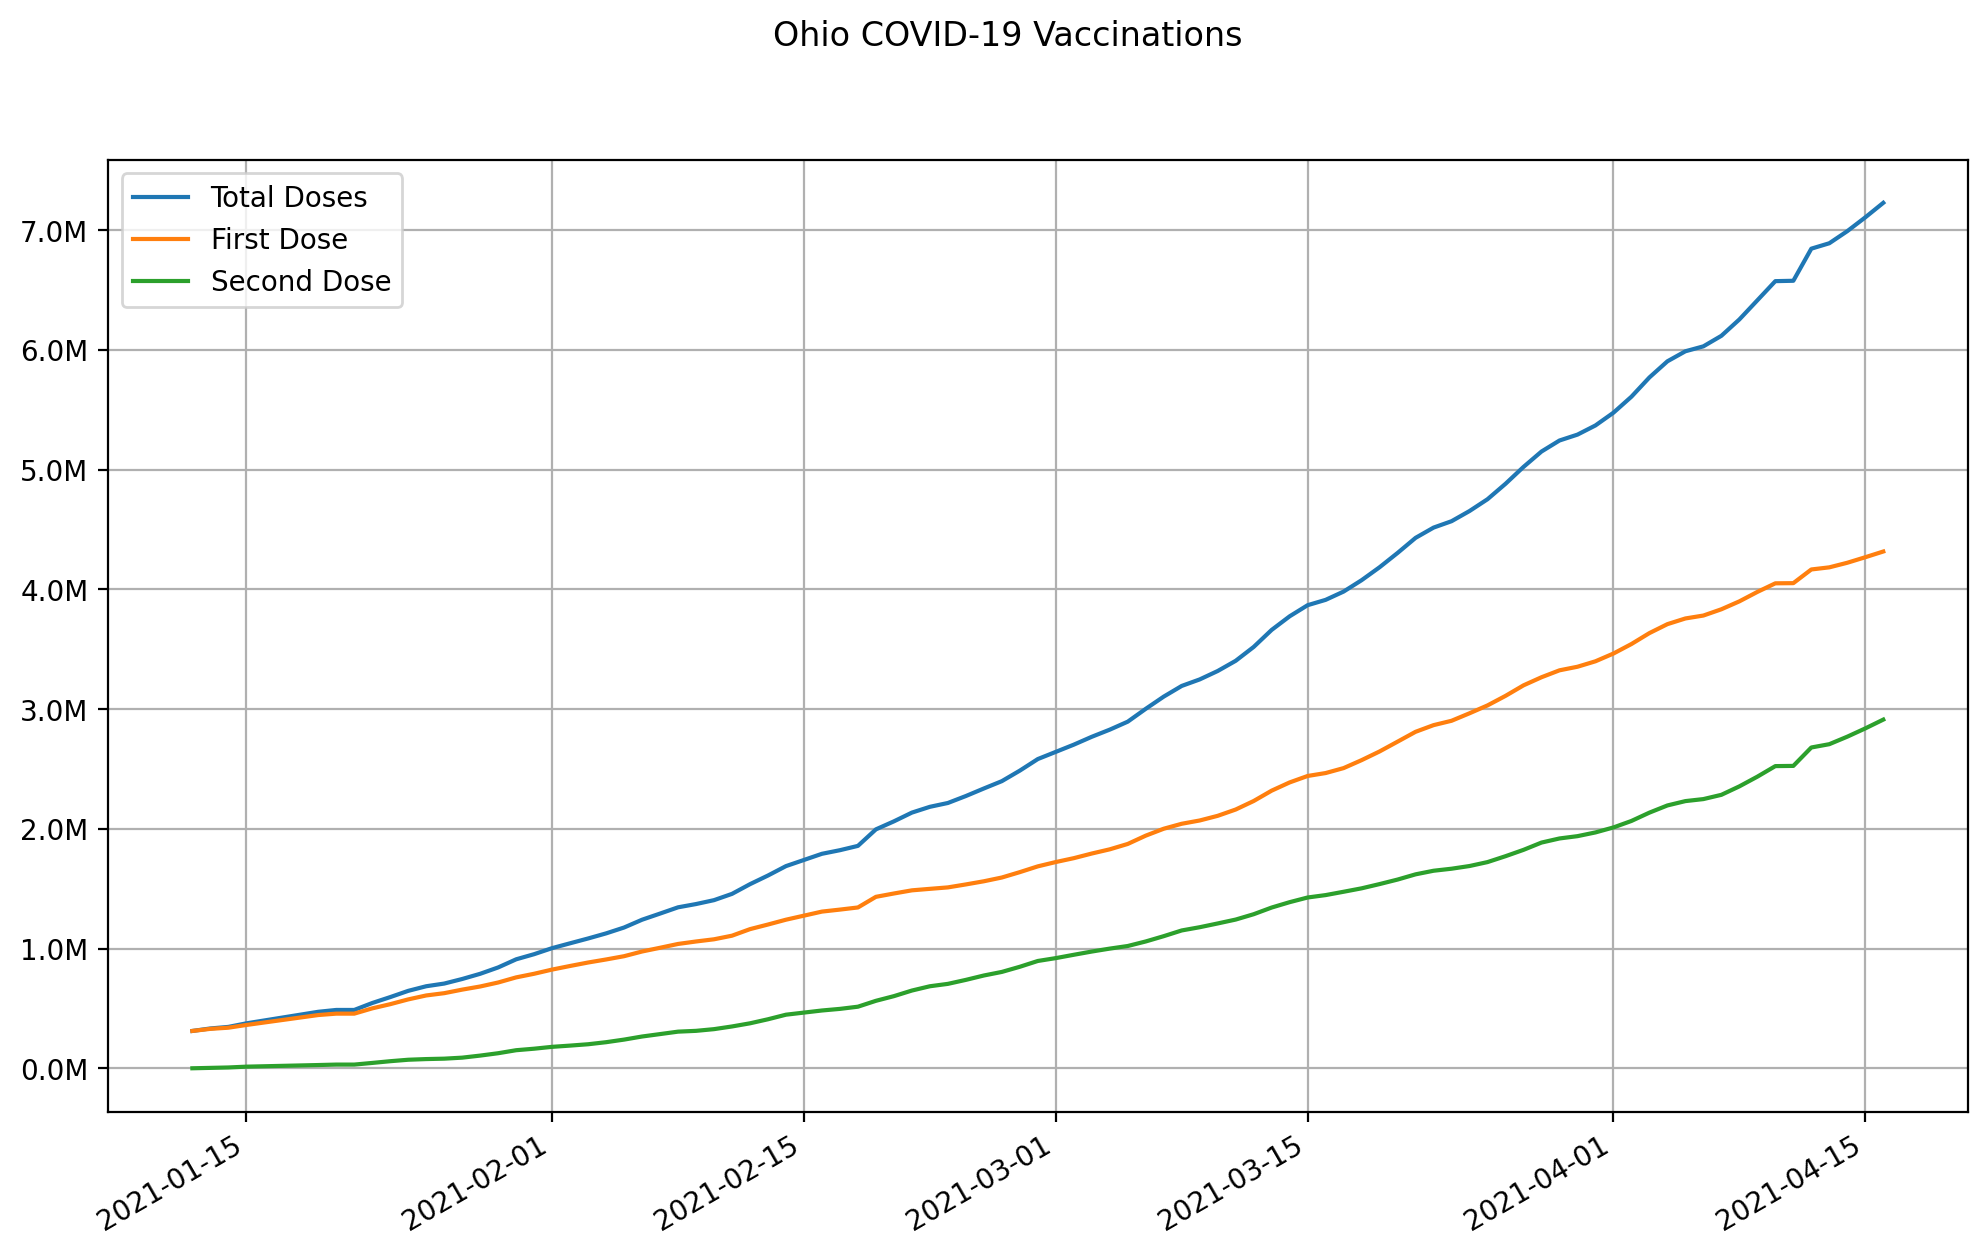 Ohio COVID-19 Vaccinations
Total Doses
First Dose
Second Dose
7.0M
6.0M
5.0M
4.0M
3.0M
2.0M
1.0M
0.0M
2021-01-15
2021-02-01
2021-02-15
2021-03-01
2021-03-15
2021-04-01
2021-04-15